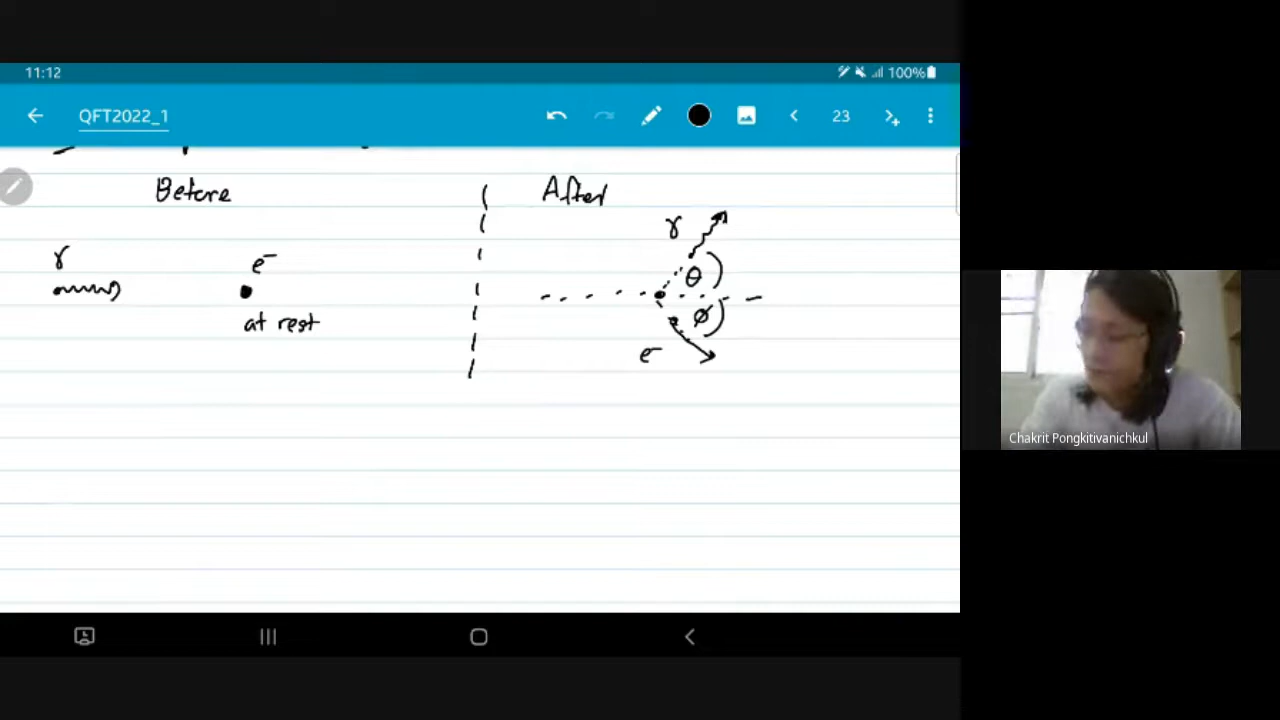 11:12
100%
QFT2022_1
23
Before
After
γ
e⁻
at rest
γ
θ
φ
e⁻
Chakrit Pongkitivanichkul